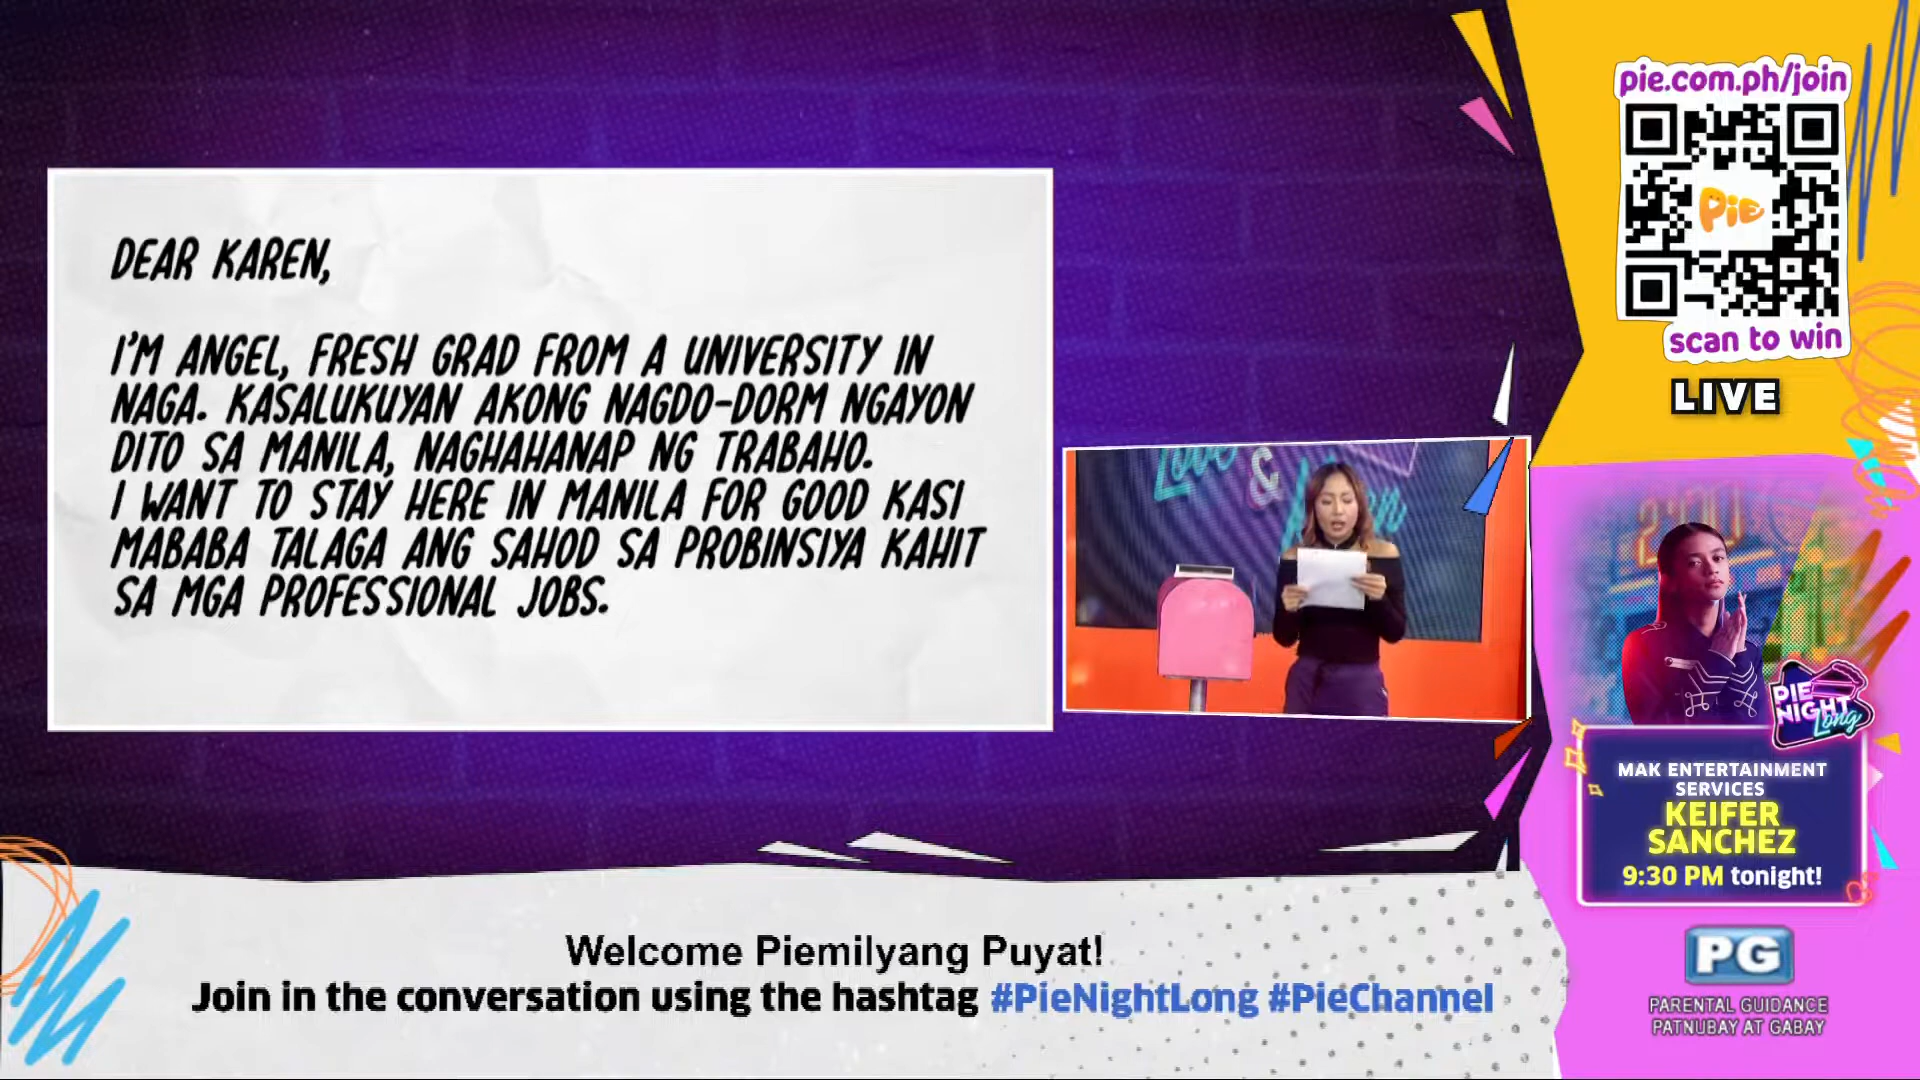 DEAR KAREN,
I'M ANGEL, FRESH GRAD FROM A UNIVERSITY IN
NAGA. KASALUKUYAN AKONG NAGDO-DORM NGAYON
DITO SA MANILA, NAGHAHANAP NG TRABAHO.
I WANT TO STAY HERE IN MANILA FOR GOOD KASI
MABABA TALAGA ANG SAHOD SA PROBINSIYA KAHIT
SA MGA PROFESSIONAL JOBS.
Love
&
pie.com.ph/join
PiE
scan to win
LIVE
PIE
NIGHT
Long
MAK ENTERTAINMENT
SERVICES
KEIFER
SANCHEZ
9:30 PM tonight!
PG
PARENTAL GUIDANCE
PATNUBAY AT GABAY
Welcome Piemilyang Puyat!
Join in the conversation using the hashtag #PieNightLong #PieChannel